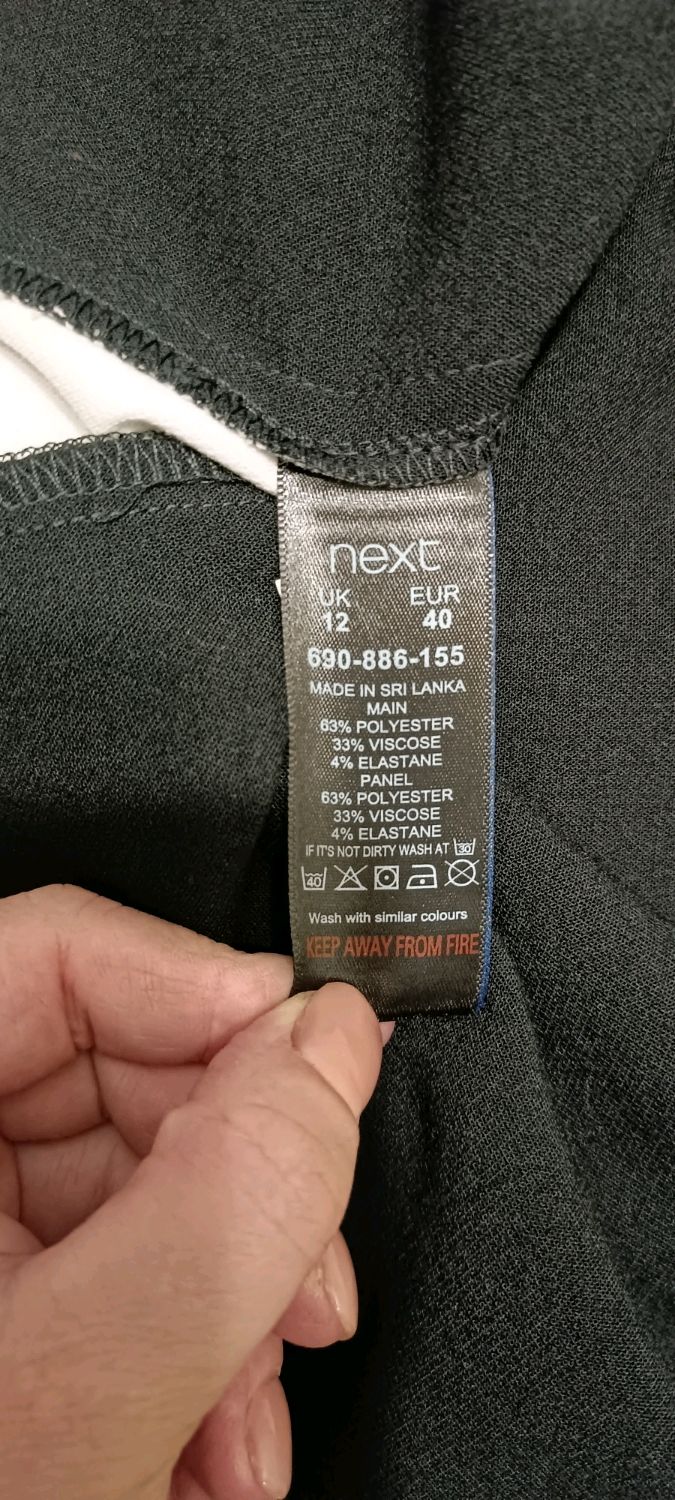 next
UK EUR
12 40
690-886-155
MADE IN SRI LANKA
MAIN
63% POLYESTER
33% VISCOSE
4% ELASTANE
PANEL
63% POLYESTER
33% VISCOSE
4% ELASTANE
IF IT'S NOT DIRTY WASH AT 30
40
Wash with similar colours
KEEP AWAY FROM FIRE